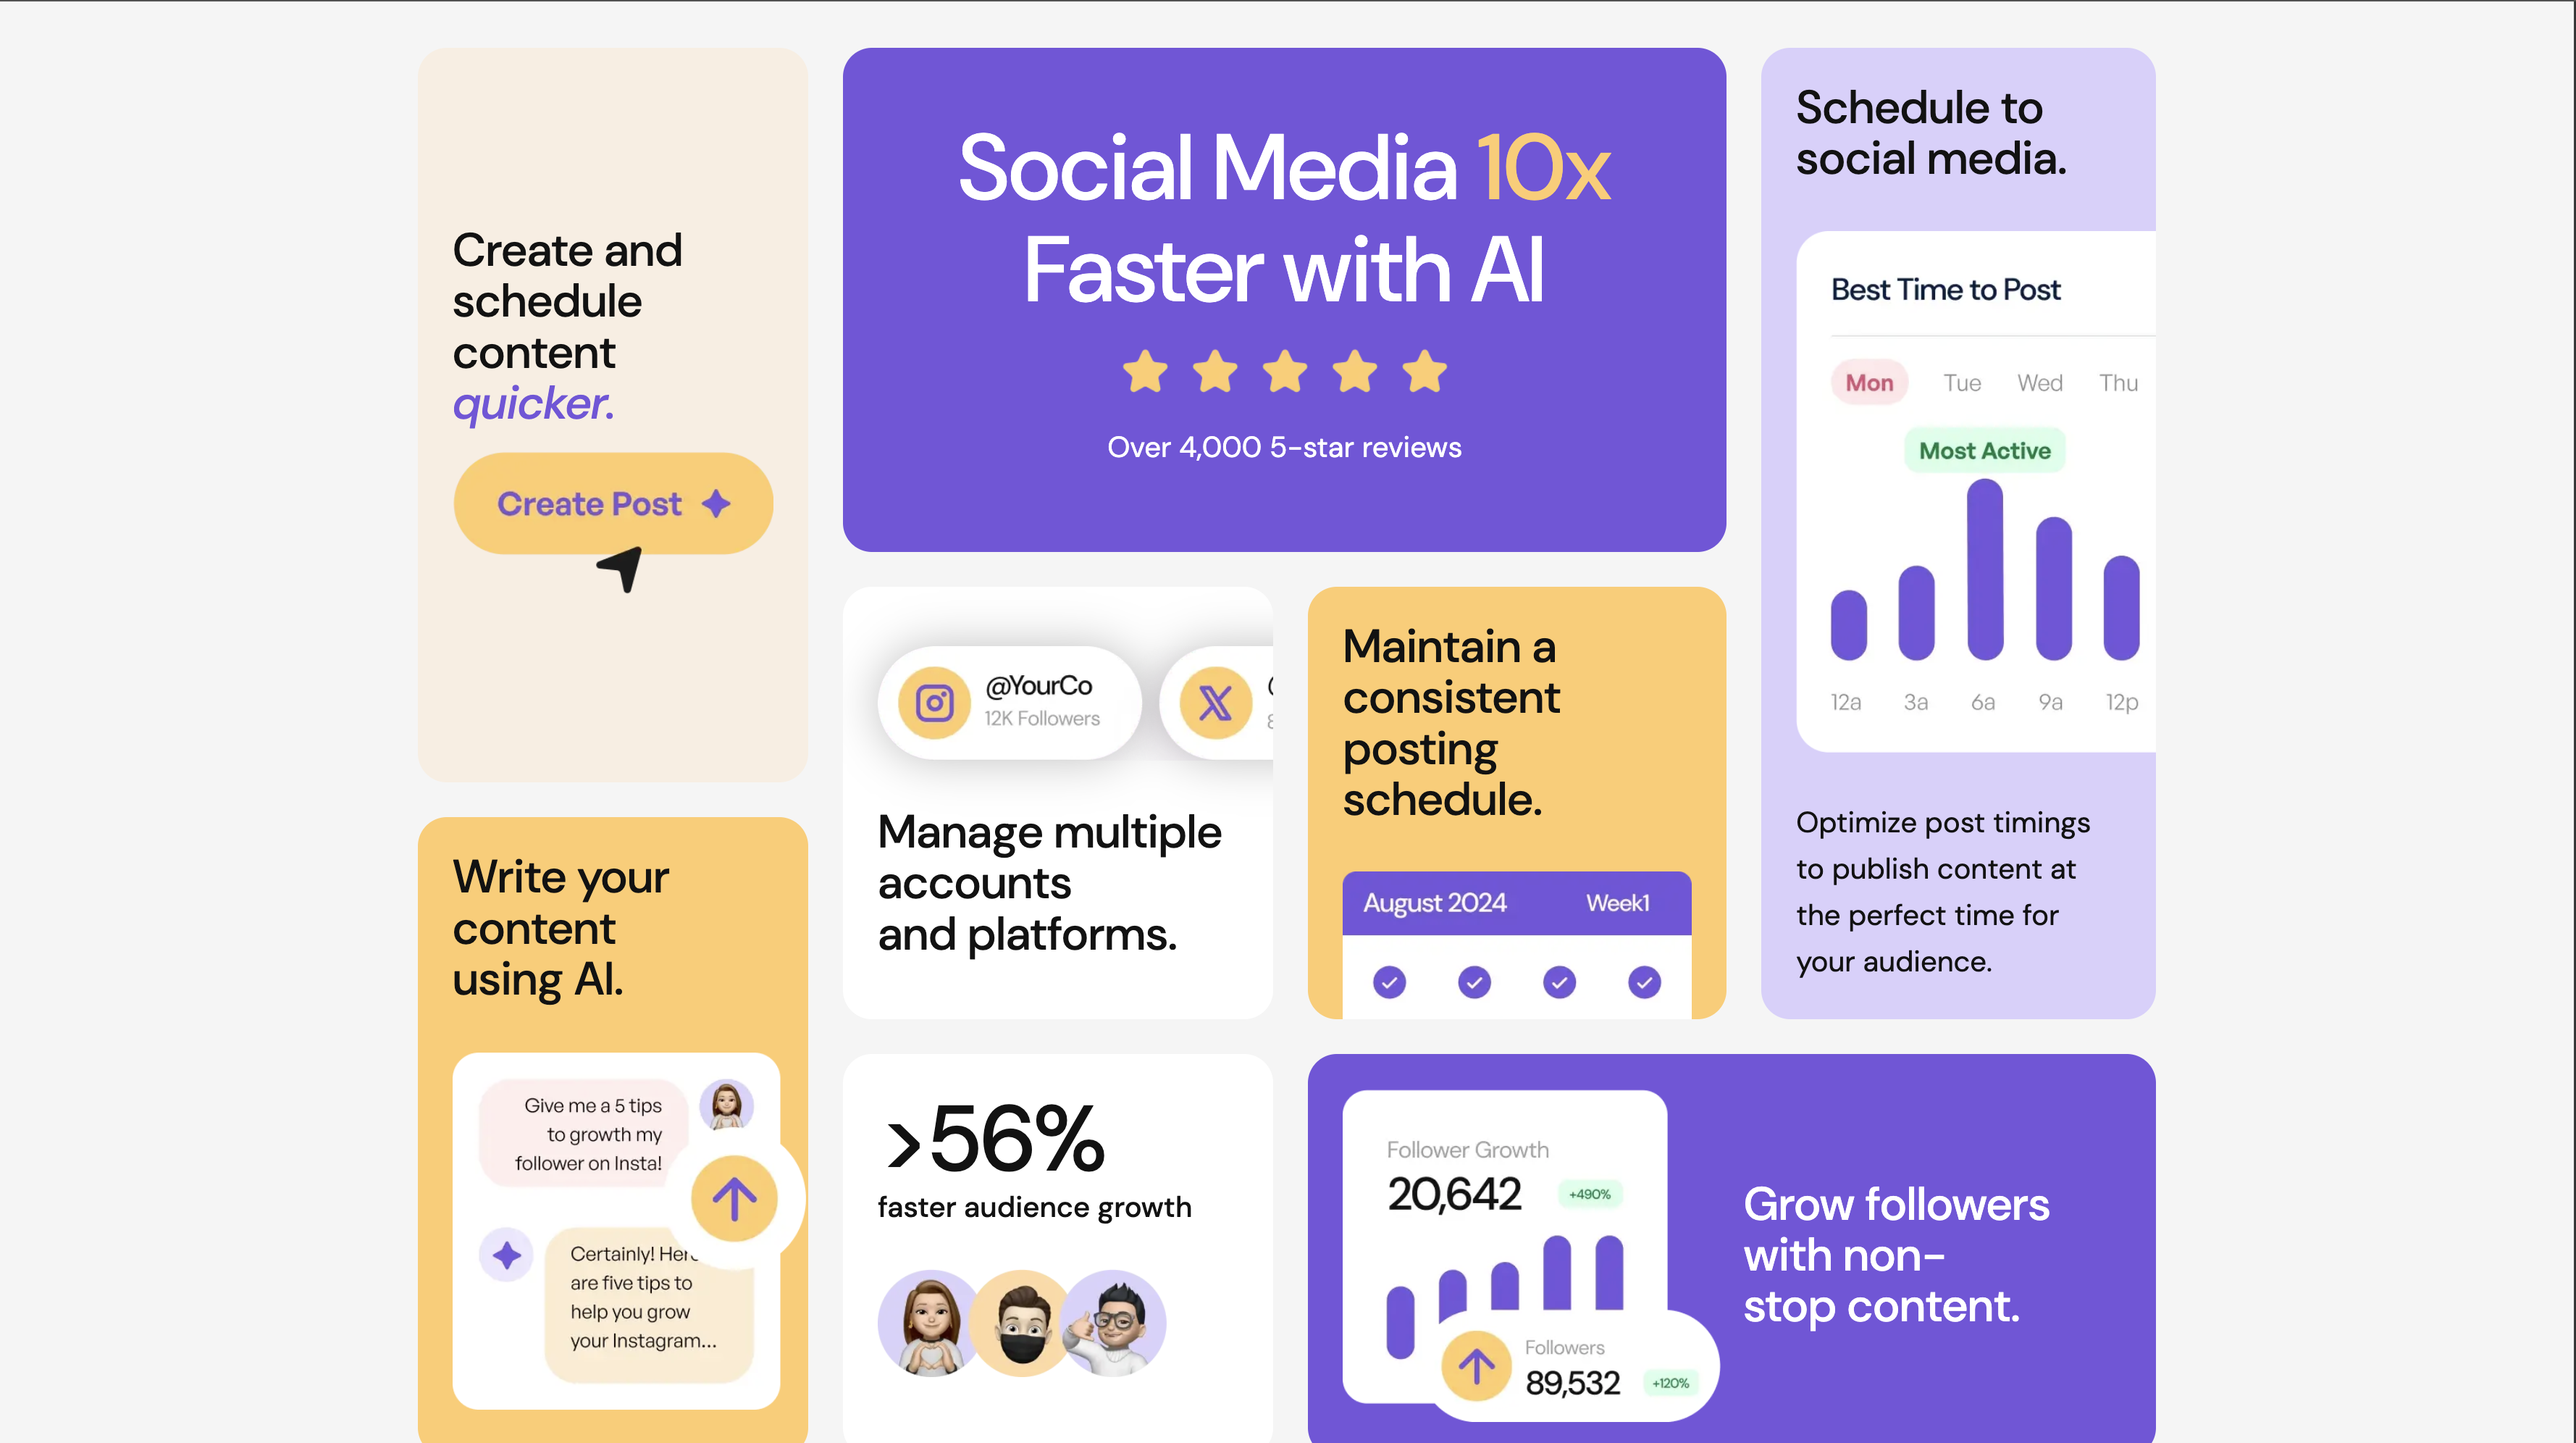 Create and
schedule
content
quicker.
Create Post
Social Media 10x
Faster with AI
Over 4,000 5-star reviews
Schedule to
social media.
Best Time to Post
Mon Tue Wed Thu
Most Active
12a 3a 6a 9a 12p
Optimize post timings
to publish content at
the perfect time for
your audience.
@YourCo
12K Followers
Manage multiple
accounts
and platforms.
Maintain a
consistent
posting
schedule.
August 2024 Week1
Write your
content
using AI.
Give me a 5 tips
to growth my
follower on Insta!
Certainly! Here
are five tips to
help you grow
your Instagram...
>56%
faster audience growth
Follower Growth
20,642 +490%
Followers
89,532 +120%
Grow followers
with non-
stop content.